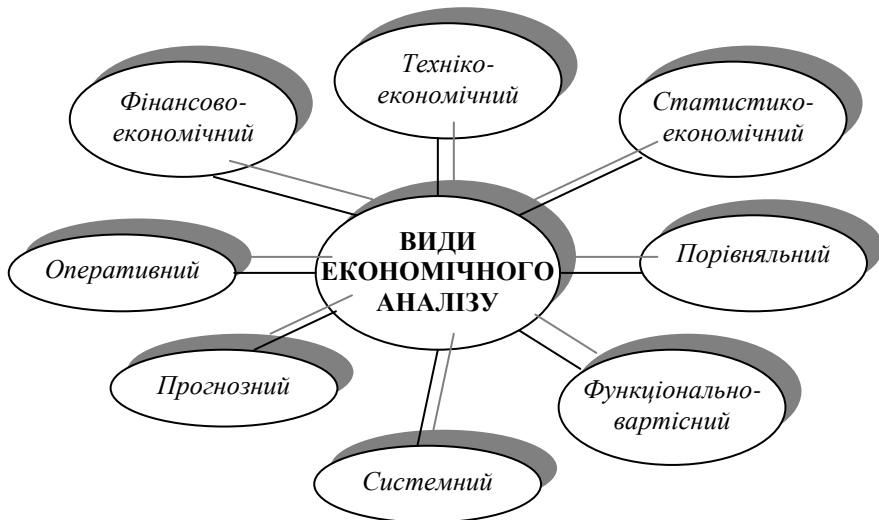 Техніко-
економічний
Фінансово-
економічний
Статистико-
економічний
ВИДИ
ЕКОНОМІЧНОГО
АНАЛІЗУ
Оперативний
Порівняльний
Прогнозний
Функціонально-
вартісний
Системний